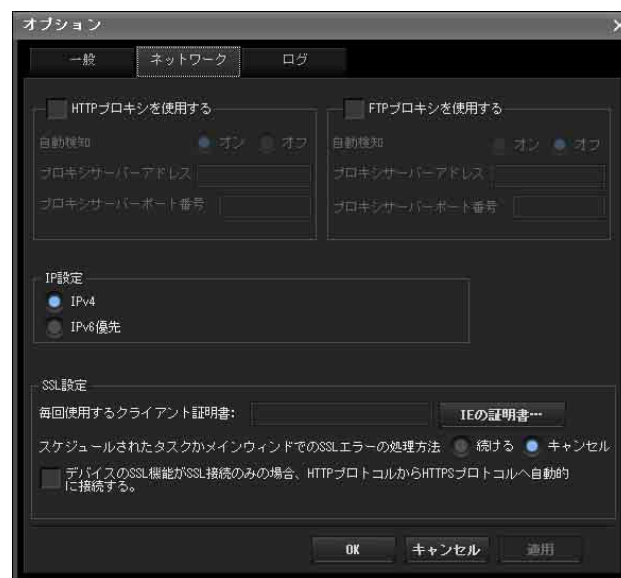 オプション
一般 ネットワーク ログ
HTTPプロキシを使用する
自動検知 オン オフ
プロキシサーバーアドレス
プロキシサーバーポート番号
FTPプロキシを使用する
自動検知 オン オフ
プロキシサーバーアドレス
プロキシサーバーポート番号
IP設定
IPv4
IPv6優先
SSL設定
毎回使用するクライアント証明書: IEの証明書…
スケジュールされたタスクかメインウィンドでのSSLエラーの処理方法 続ける キャンセル
デバイスのSSL機能がSSL接続のみの場合、HTTPプロトコルからHTTPSプロトコルへ自動的
に接続する。
OK キャンセル 適用